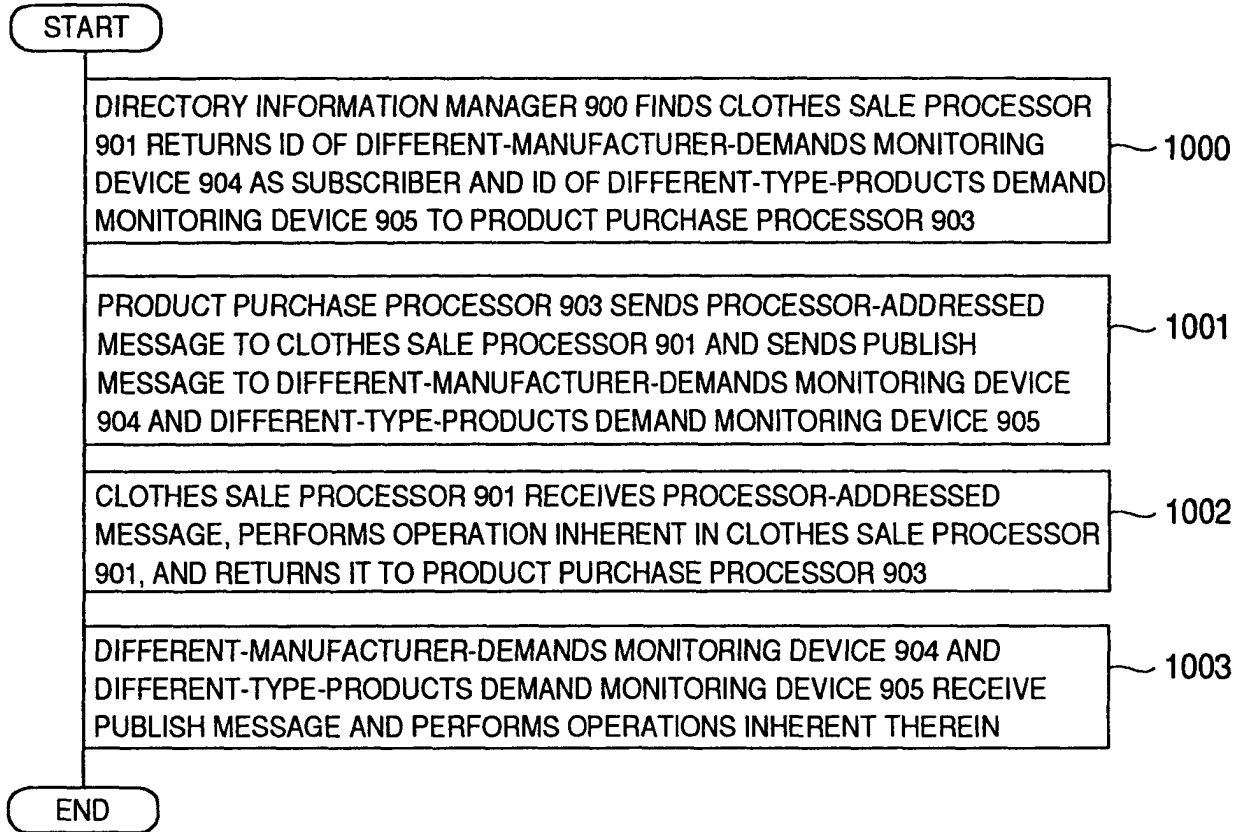 START
DIRECTORY INFORMATION MANAGER 900 FINDS CLOTHES SALE PROCESSOR
901 RETURNS ID OF DIFFERENT-MANUFACTURER-DEMANDS MONITORING
DEVICE 904 AS SUBSCRIBER AND ID OF DIFFERENT-TYPE-PRODUCTS DEMAND
MONITORING DEVICE 905 TO PRODUCT PURCHASE PROCESSOR 903
1000
PRODUCT PURCHASE PROCESSOR 903 SENDS PROCESSOR-ADDRESSED
MESSAGE TO CLOTHES SALE PROCESSOR 901 AND SENDS PUBLISH
MESSAGE TO DIFFERENT-MANUFACTURER-DEMANDS MONITORING DEVICE
904 AND DIFFERENT-TYPE-PRODUCTS DEMAND MONITORING DEVICE 905
1001
CLOTHES SALE PROCESSOR 901 RECEIVES PROCESSOR-ADDRESSED
MESSAGE, PERFORMS OPERATION INHERENT IN CLOTHES SALE PROCESSOR
901, AND RETURNS IT TO PRODUCT PURCHASE PROCESSOR 903
1002
DIFFERENT-MANUFACTURER-DEMANDS MONITORING DEVICE 904 AND
DIFFERENT-TYPE-PRODUCTS DEMAND MONITORING DEVICE 905 RECEIVE
PUBLISH MESSAGE AND PERFORMS OPERATIONS INHERENT THEREIN
1003
END